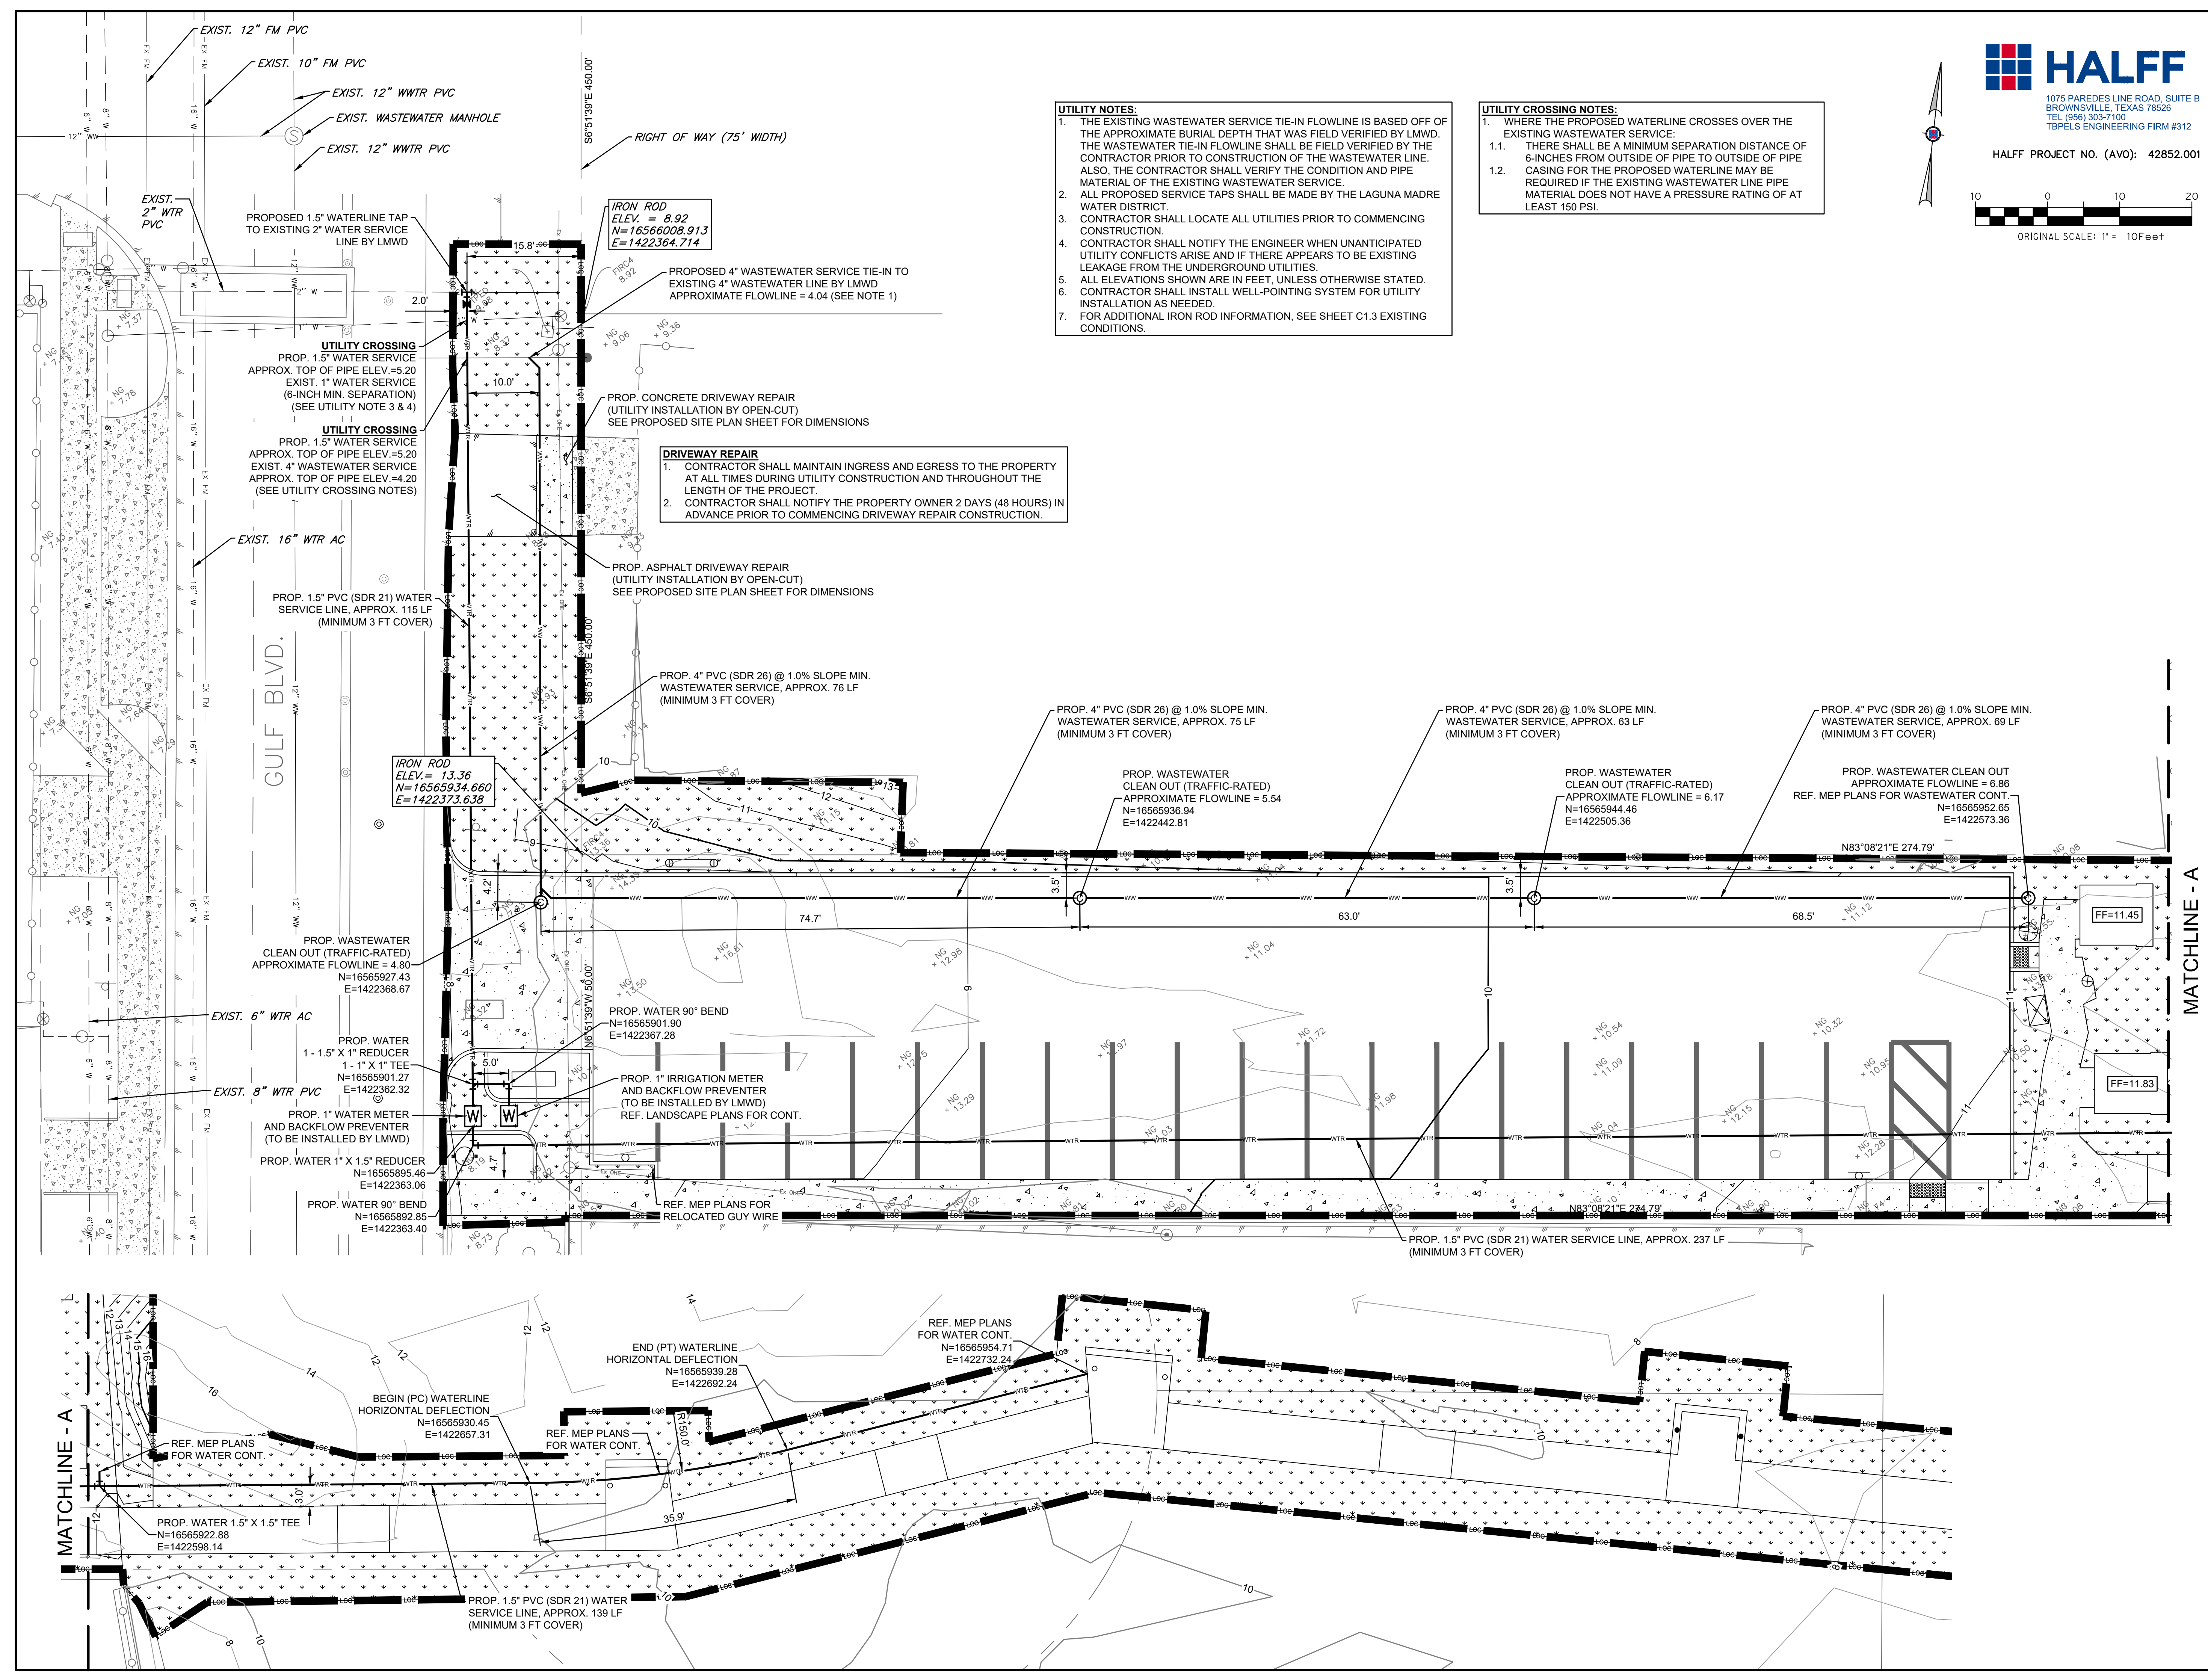 EXIST. 12" FM PVC
EXIST. 10" FM PVC
EXIST. 12" WWTR PVC
EXIST. WASTEWATER MANHOLE
EXIST. 12" WWTR PVC
RIGHT OF WAY (75' WIDTH)
S6°51'39"E 450.00'
EXIST.
2" WTR
PVC
PROPOSED 1.5" WATERLINE TAP
TO EXISTING 2" WATER SERVICE
LINE BY LMWD
IRON ROD
ELEV. = 8.92
N=16566008.913
E=1422364.714
15.8'
2.0'
10.0'
PROPOSED 4" WASTEWATER SERVICE TIE-IN TO
EXISTING 4" WASTEWATER LINE BY LMWD
APPROXIMATE FLOWLINE = 4.04 (SEE NOTE 1)
UTILITY CROSSING
PROP. 1.5" WATER SERVICE
APPROX. TOP OF PIPE ELEV.=5.20
EXIST. 1" WATER SERVICE
(6-INCH MIN. SEPARATION)
(SEE UTILITY NOTE 3 & 4)
UTILITY CROSSING
PROP. 1.5" WATER SERVICE
APPROX. TOP OF PIPE ELEV.=5.20
EXIST. 4" WASTEWATER SERVICE
APPROX. TOP OF PIPE ELEV.=4.20
(SEE UTILITY CROSSING NOTES)
PROP. CONCRETE DRIVEWAY REPAIR
(UTILITY INSTALLATION BY OPEN-CUT)
SEE PROPOSED SITE PLAN SHEET FOR DIMENSIONS
DRIVEWAY REPAIR
1. CONTRACTOR SHALL MAINTAIN INGRESS AND EGRESS TO THE PROPERTY
AT ALL TIMES DURING UTILITY CONSTRUCTION AND THROUGHOUT THE
LENGTH OF THE PROJECT.
2. CONTRACTOR SHALL NOTIFY THE PROPERTY OWNER 2 DAYS (48 HOURS) IN
ADVANCE PRIOR TO COMMENCING DRIVEWAY REPAIR CONSTRUCTION.
UTILITY NOTES:
1. THE EXISTING WASTEWATER SERVICE TIE-IN FLOWLINE IS BASED OFF OF
THE APPROXIMATE BURIAL DEPTH THAT WAS FIELD VERIFIED BY LMWD.
THE WASTEWATER TIE-IN FLOWLINE SHALL BE FIELD VERIFIED BY THE
CONTRACTOR PRIOR TO CONSTRUCTION OF THE WASTEWATER LINE.
ALSO, THE CONTRACTOR SHALL VERIFY THE CONDITION AND PIPE
MATERIAL OF THE EXISTING WASTEWATER SERVICE.
2. ALL PROPOSED SERVICE TAPS SHALL BE MADE BY THE LAGUNA MADRE
WATER DISTRICT.
3. CONTRACTOR SHALL LOCATE ALL UTILITIES PRIOR TO COMMENCING
CONSTRUCTION.
4. CONTRACTOR SHALL NOTIFY THE ENGINEER WHEN UNANTICIPATED
UTILITY CONFLICTS ARISE AND IF THERE APPEARS TO BE EXISTING
LEAKAGE FROM THE UNDERGROUND UTILITIES.
5. ALL ELEVATIONS SHOWN ARE IN FEET, UNLESS OTHERWISE STATED.
6. CONTRACTOR SHALL INSTALL WELL-POINTING SYSTEM FOR UTILITY
INSTALLATION AS NEEDED.
7. FOR ADDITIONAL IRON ROD INFORMATION, SEE SHEET C1.3 EXISTING
CONDITIONS.
UTILITY CROSSING NOTES:
1. WHERE THE PROPOSED WATERLINE CROSSES OVER THE
EXISTING WASTEWATER SERVICE:
1.1. THERE SHALL BE A MINIMUM SEPARATION DISTANCE OF
6-INCHES FROM OUTSIDE OF PIPE TO OUTSIDE OF PIPE
1.2. CASING FOR THE PROPOSED WATERLINE MAY BE
REQUIRED IF THE EXISTING WASTEWATER LINE PIPE
MATERIAL DOES NOT HAVE A PRESSURE RATING OF AT
LEAST 150 PSI.
HALFF
1075 PAREDES LINE ROAD, SUITE B
BROWNSVILLE, TEXAS 78526
TEL (956) 303-7100
TBPELS ENGINEERING FIRM #312
HALFF PROJECT NO. (AVO): 42852.001
10 0 10 20
ORIGINAL SCALE: 1"= 10Feet
EXIST. 16" WTR AC
PROP. ASPHALT DRIVEWAY REPAIR
(UTILITY INSTALLATION BY OPEN-CUT)
SEE PROPOSED SITE PLAN SHEET FOR DIMENSIONS
PROP. 1.5" PVC (SDR 21) WATER
SERVICE LINE, APPROX. 115 LF
(MINIMUM 3 FT COVER)
GULF BLVD.
S6°51'39"E 450.00'
PROP. 4" PVC (SDR 26) @ 1.0% SLOPE MIN.
WASTEWATER SERVICE, APPROX. 76 LF
(MINIMUM 3 FT COVER)
PROP. 4" PVC (SDR 26) @ 1.0% SLOPE MIN.
WASTEWATER SERVICE, APPROX. 75 LF
(MINIMUM 3 FT COVER)
PROP. 4" PVC (SDR 26) @ 1.0% SLOPE MIN.
WASTEWATER SERVICE, APPROX. 63 LF
(MINIMUM 3 FT COVER)
PROP. 4" PVC (SDR 26) @ 1.0% SLOPE MIN.
WASTEWATER SERVICE, APPROX. 69 LF
(MINIMUM 3 FT COVER)
IRON ROD
ELEV.= 13.36
N=16565934.660
E=1422373.638
PROP. WASTEWATER
CLEAN OUT (TRAFFIC-RATED)
APPROXIMATE FLOWLINE = 5.54
N=16565936.94
E=1422442.81
PROP. WASTEWATER
CLEAN OUT (TRAFFIC-RATED)
APPROXIMATE FLOWLINE = 6.17
N=16565944.46
E=1422505.36
PROP. WASTEWATER CLEAN OUT
APPROXIMATE FLOWLINE = 6.86
REF. MEP PLANS FOR WASTEWATER CONT.
N=16565952.65
E=1422573.36
N83°08'21"E 274.79'
4.2'
3.5'
3.5'
74.7'
63.0'
68.5'
FF=11.45
FF=11.83
MATCHLINE - A
PROP. WASTEWATER
CLEAN OUT (TRAFFIC-RATED)
APPROXIMATE FLOWLINE = 4.80
N=16565927.43
E=1422368.67
N6°51'39"W 50.00'
EXIST. 6" WTR AC
PROP. WATER 90° BEND
N=16565901.90
E=1422367.28
PROP. WATER
1 - 1.5" X 1" REDUCER
1 - 1" X 1" TEE
N=16565901.27
E=1422362.32
5.0'
EXIST. 8" WTR PVC
PROP. 1" IRRIGATION METER
AND BACKFLOW PREVENTER
(TO BE INSTALLED BY LMWD)
REF. LANDSCAPE PLANS FOR CONT.
PROP. 1" WATER METER
AND BACKFLOW PREVENTER
(TO BE INSTALLED BY LMWD)
PROP. WATER 1" X 1.5" REDUCER
N=16565895.46
E=1422363.06
4.7'
PROP. WATER 90° BEND
N=16565892.85
E=1422363.40
REF. MEP PLANS FOR
RELOCATED GUY WIRE
N83°08'21"E 274.79'
PROP. 1.5" PVC (SDR 21) WATER SERVICE LINE, APPROX. 237 LF
(MINIMUM 3 FT COVER)
MATCHLINE - A
REF. MEP PLANS
FOR WATER CONT.
BEGIN (PC) WATERLINE
HORIZONTAL DEFLECTION
N=16565930.45
E=1422657.31
END (PT) WATERLINE
HORIZONTAL DEFLECTION
N=16565939.28
E=1422692.24
REF. MEP PLANS
FOR WATER CONT.
R150.0'
REF. MEP PLANS
FOR WATER CONT.
N=16565954.71
E=1422732.24
3.0'
35.9'
PROP. WATER 1.5" X 1.5" TEE
N=16565922.88
E=1422598.14
PROP. 1.5" PVC (SDR 21) WATER
SERVICE LINE, APPROX. 139 LF
(MINIMUM 3 FT COVER)